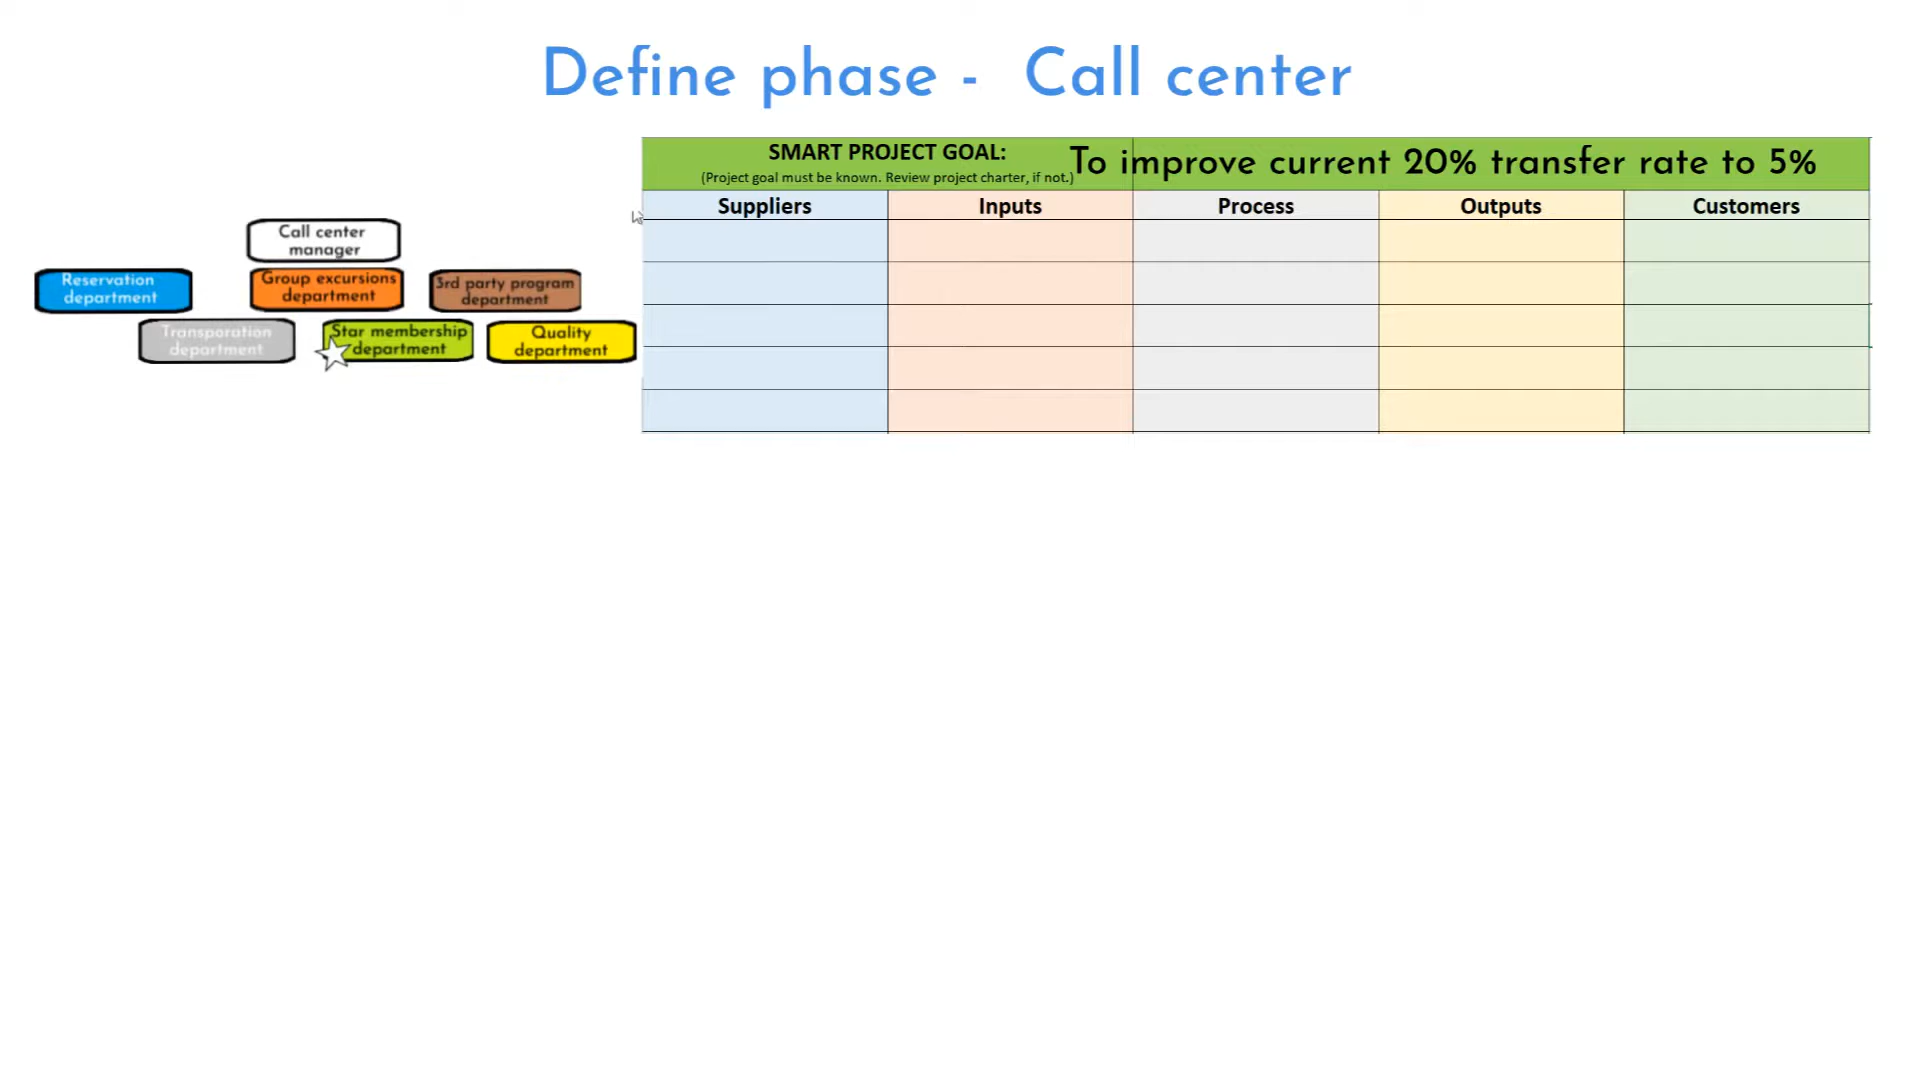 Define phase - Call center
SMART PROJECT GOAL:
(Project goal must be known. Review project charter, if not.)
To improve current 20% transfer rate to 5%
Suppliers Inputs Process Outputs Customers
Call center
manager
Reservation
department
Group excursions
department
3rd party program
department
Transporation
department
Star membership
department
Quality
department